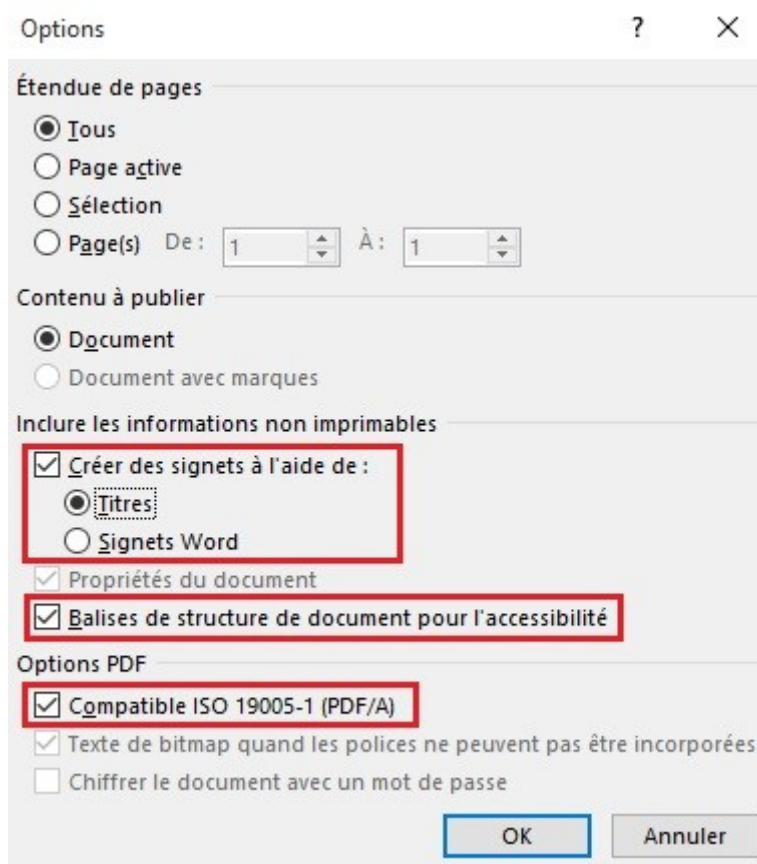 Options ?
Étendue de pages
Tous
Page active
Sélection
Page(s) De : 1 À : 1
Contenu à publier
Document
Document avec marques
Inclure les informations non imprimables
Créer des signets à l'aide de :
Titres
Signets Word
Propriétés du document
Balises de structure de document pour l'accessibilité
Options PDF
Compatible ISO 19005-1 (PDF/A)
Texte de bitmap quand les polices ne peuvent pas être incorporées
Chiffrer le document avec un mot de passe
OK Annuler